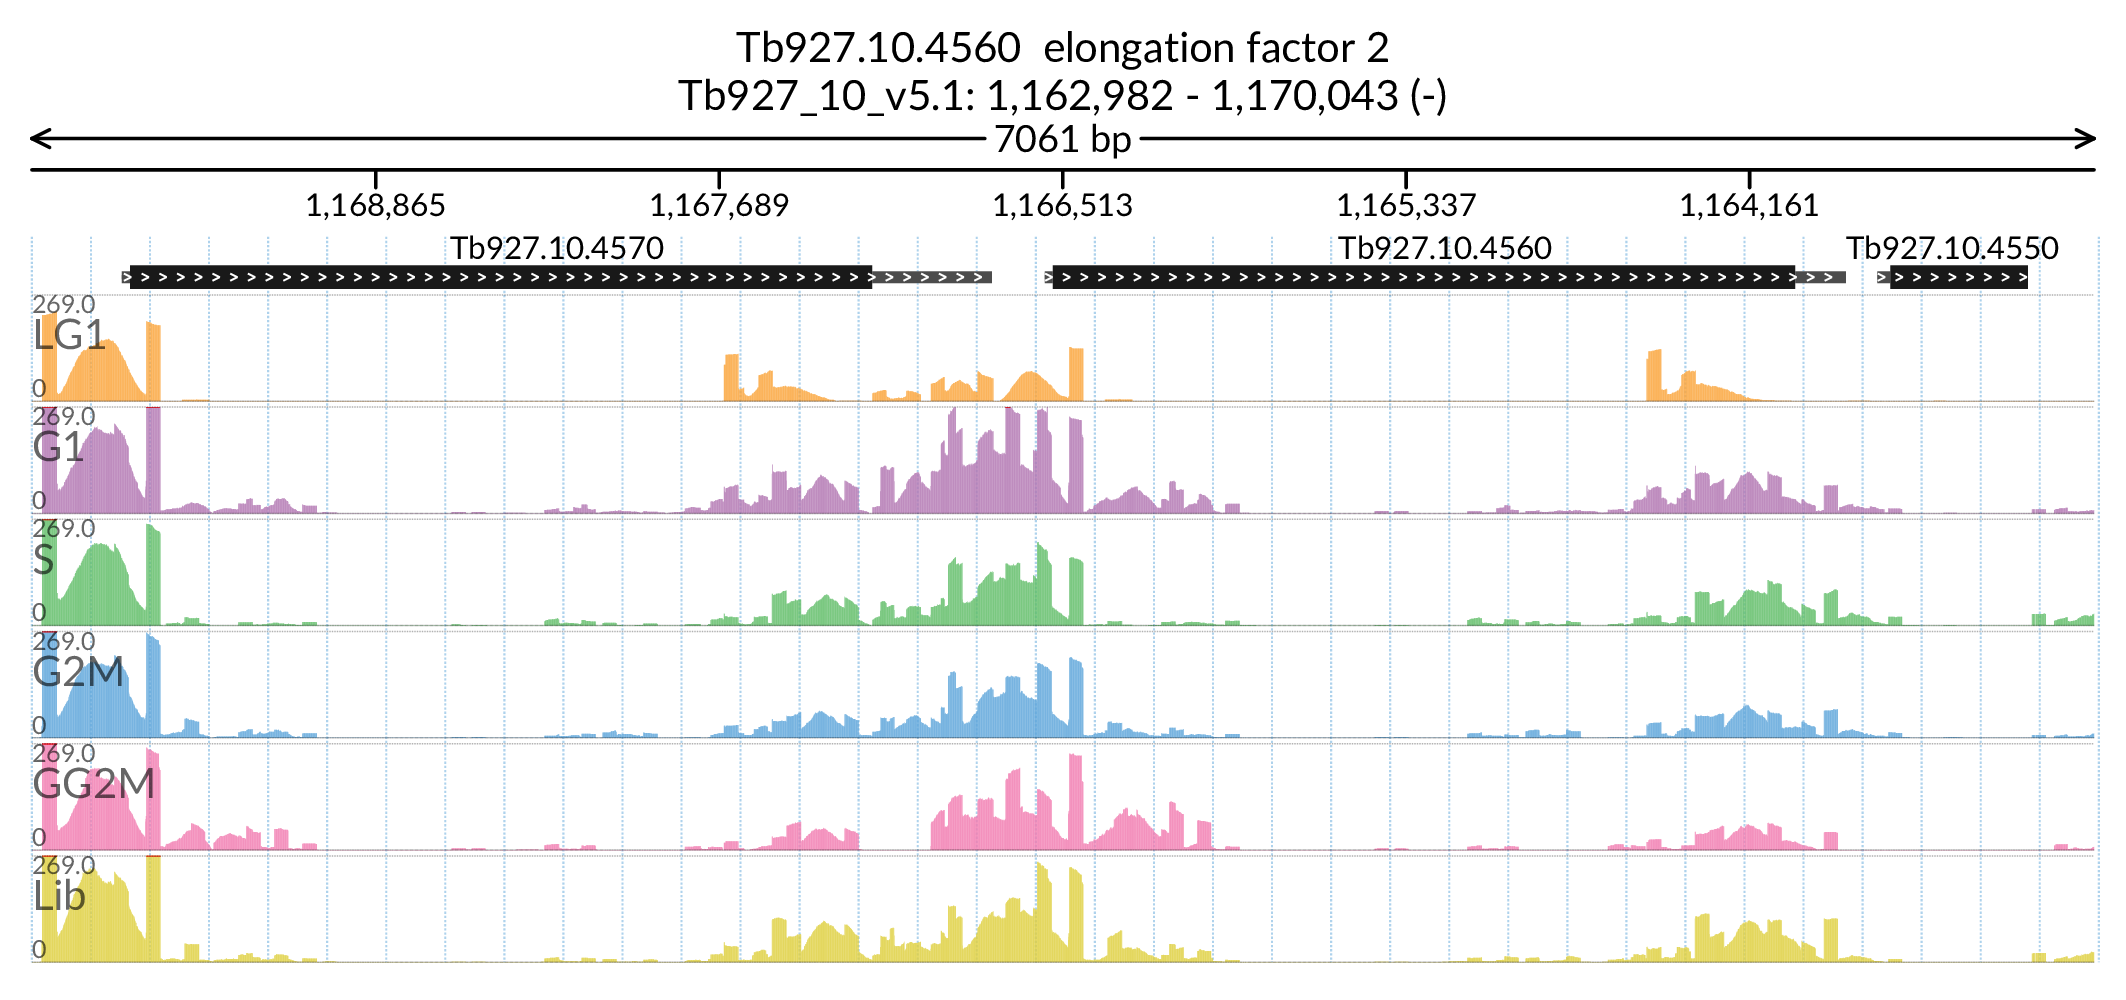 Tb927.10.4560  elongation factor 2
Tb927_10_v5.1: 1,162,982 - 1,170,043 (-)
7061 bp
1,168,865 1,167,689 1,166,513 1,165,337 1,164,161
Tb927.10.4570 Tb927.10.4560 Tb927.10.4550
269.0
LG1
0
269.0
G1
0
269.0
S
0
269.0
G2M
0
269.0
GG2M
0
269.0
Lib
0